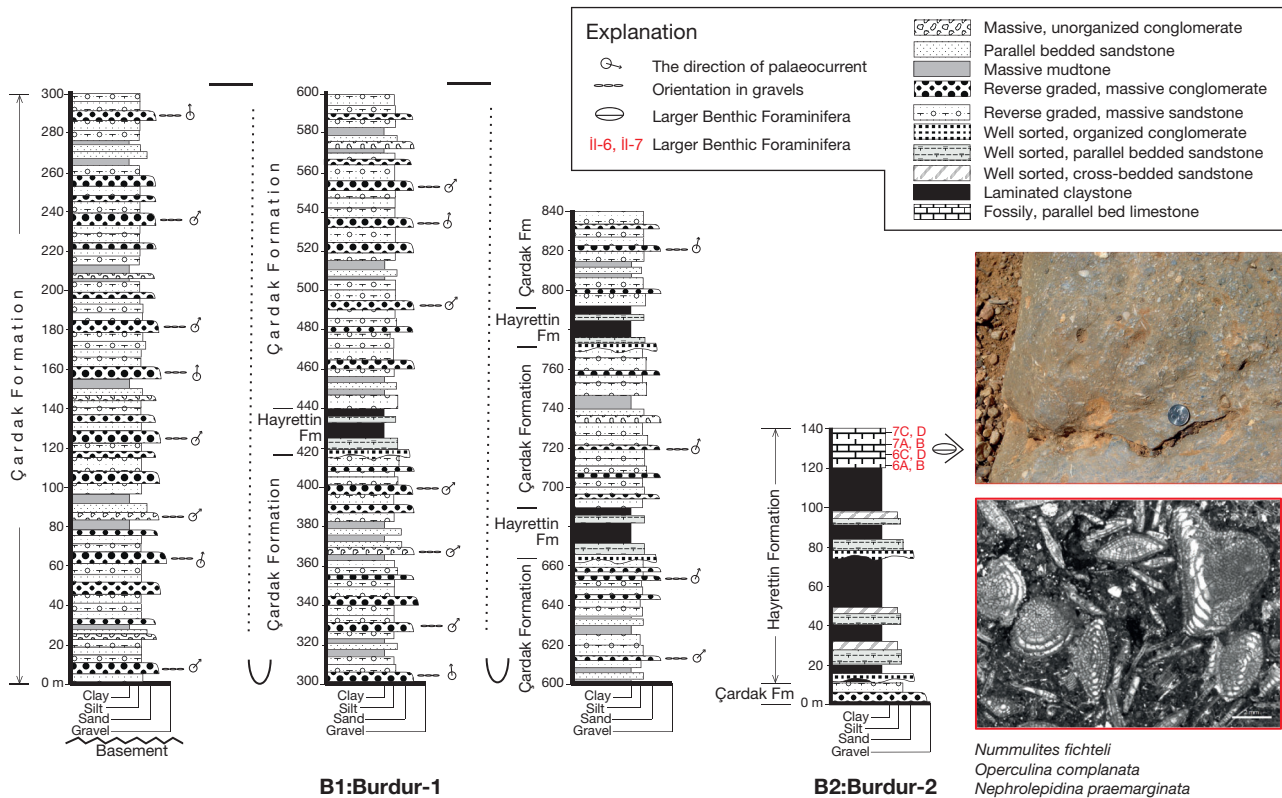 Explanation
The direction of palaeocurrent
Orientation in gravels
Larger Benthic Foraminifera
İl-6, İl-7 Larger Benthic Foraminifera
Massive, unorganized conglomerate
Parallel bedded sandstone
Massive mudtone
Reverse graded, massive conglomerate
Reverse graded, massive sandstone
Well sorted, organized conglomerate
Well sorted, parallel bedded sandstone
Well sorted, cross-bedded sandstone
Laminated claystone
Fossily, parallel bed limestone
Çardak Formation
300
280
260
240
220
200
180
160
140
120
100
80
60
40
20
0 m
Clay
Silt
Sand
Gravel
Basement
Çardak Formation
Hayrettin
Fm
Çardak Formation
600
580
560
540
520
500
480
460
440
420
400
380
360
340
320
300
Clay
Silt
Sand
Gravel
Çardak Fm
Hayrettin
Fm
Çardak Formation
Hayrettin
Fm
Çardak Formation
840
820
800
780
760
740
720
700
680
660
640
620
600
Clay
Silt
Sand
Gravel
B1:Burdur-1
Hayrettin Formation
Çardak Fm
140
120
100
80
60
40
20
0 m
7C, D
7A, B
6C, D
6A, B
Clay
Silt
Sand
Gravel
B2:Burdur-2
Nummulites fichteli
Operculina complanata
Nephrolepidina praemarginata